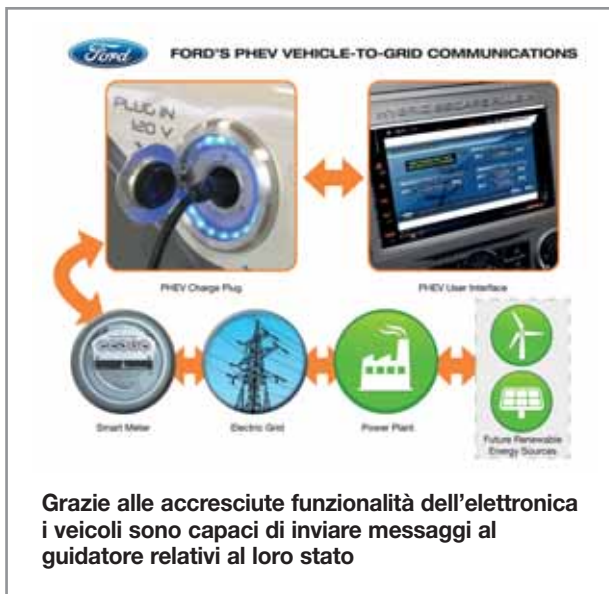 Ford
FORD'S PHEV VEHICLE-TO-GRID COMMUNICATIONS
PLUG IN
120 V
PHEV Charge Plug
PHEV User Interface
Smart Meter
Electric Grid
Power Plant
Future Renewable
Energy Sources
Grazie alle accresciute funzionalità dell'elettronica
i veicoli sono capaci di inviare messaggi al
guidatore relativi al loro stato